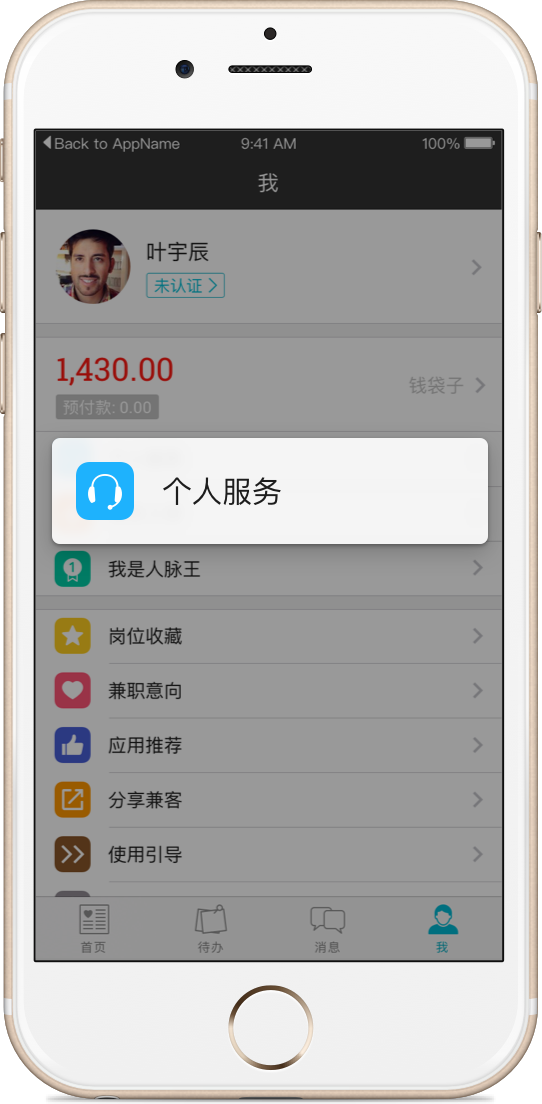 Back to AppName
9:41 AM
100%
我
叶宇辰
未认证
1,430.00
钱袋子
预付款: 0.00
个人服务
1
我是人脉王
岗位收藏
兼职意向
应用推荐
分享兼客
使用引导
首页
待办
消息
我